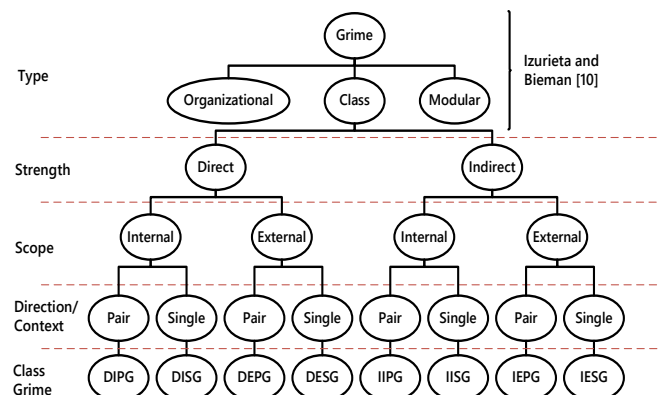 Grime
Izurieta and
Bieman [10]
Type
Organizational Class Modular
Strength Direct Indirect
Scope Internal External Internal External
Direction/
Context
Pair Single Pair Single Pair Single Pair Single
Class
Grime
DIPG DISG DEPG DESG IIPG IISG IEPG IESG